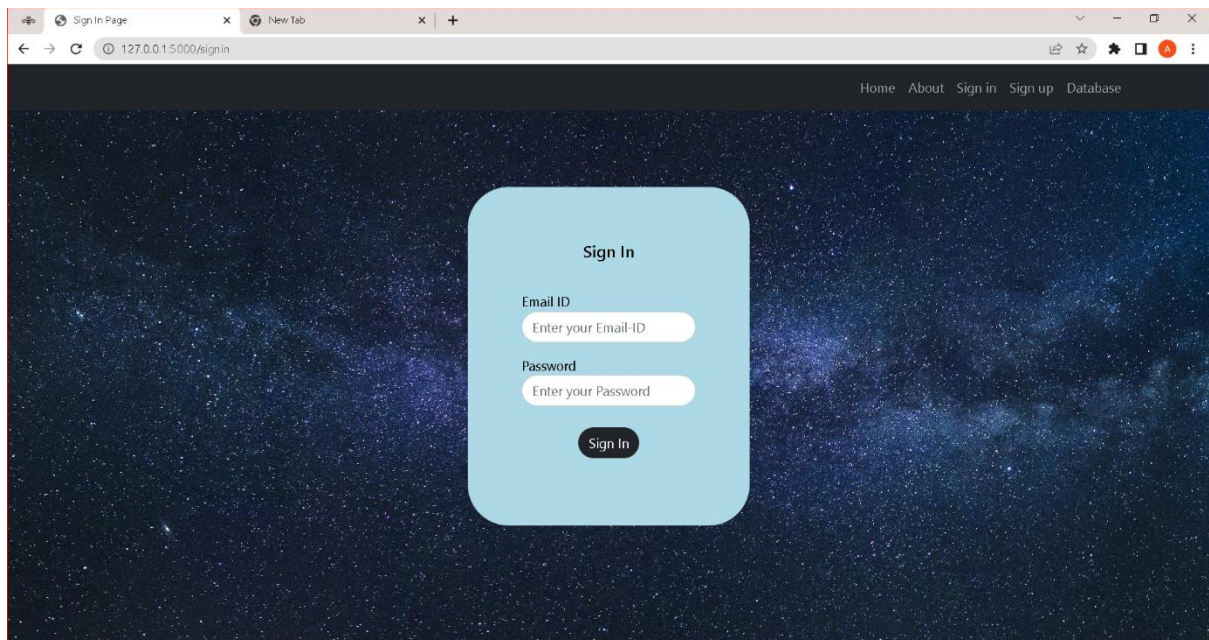 Sign In Page New Tab
127.0.0.1:5000/signin
A
Home About Sign in Sign up Database
Sign In
Email ID
Enter your Email-ID
Password
Enter your Password
Sign In